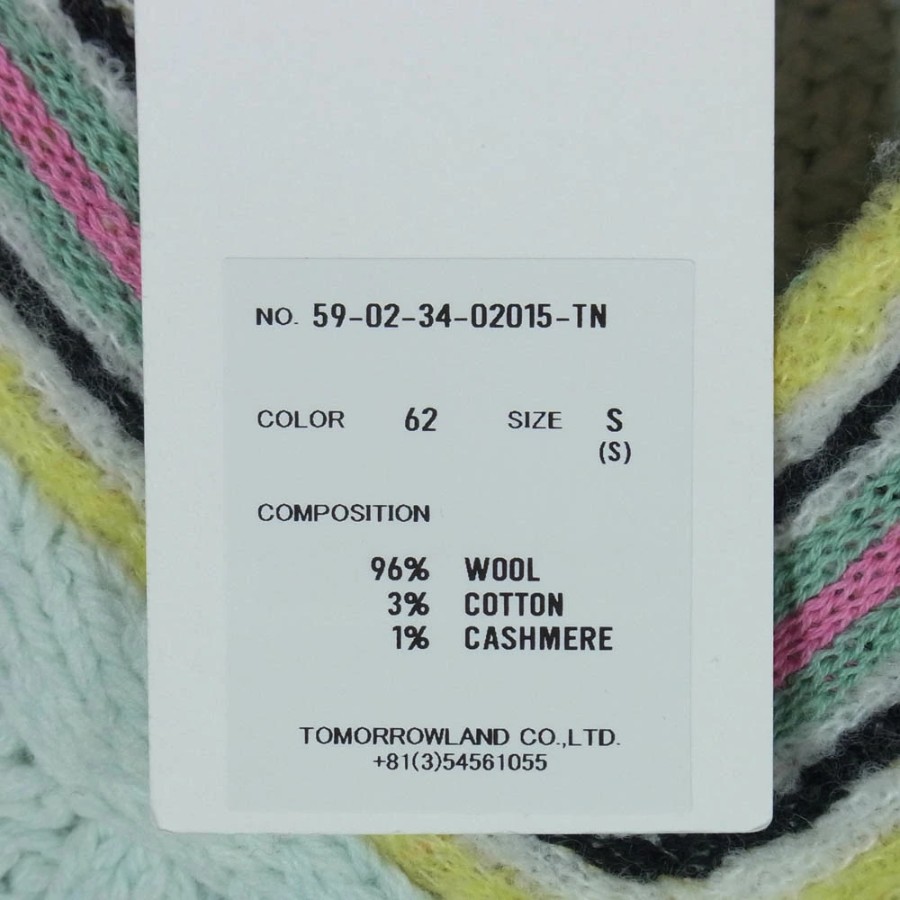 NO. 59-02-34-02015-TN
COLOR 62 SIZE S
(S)
COMPOSITION
96% WOOL
3% COTTON
1% CASHMERE
TOMORROWLAND CO.,LTD.
+81(3)54561055